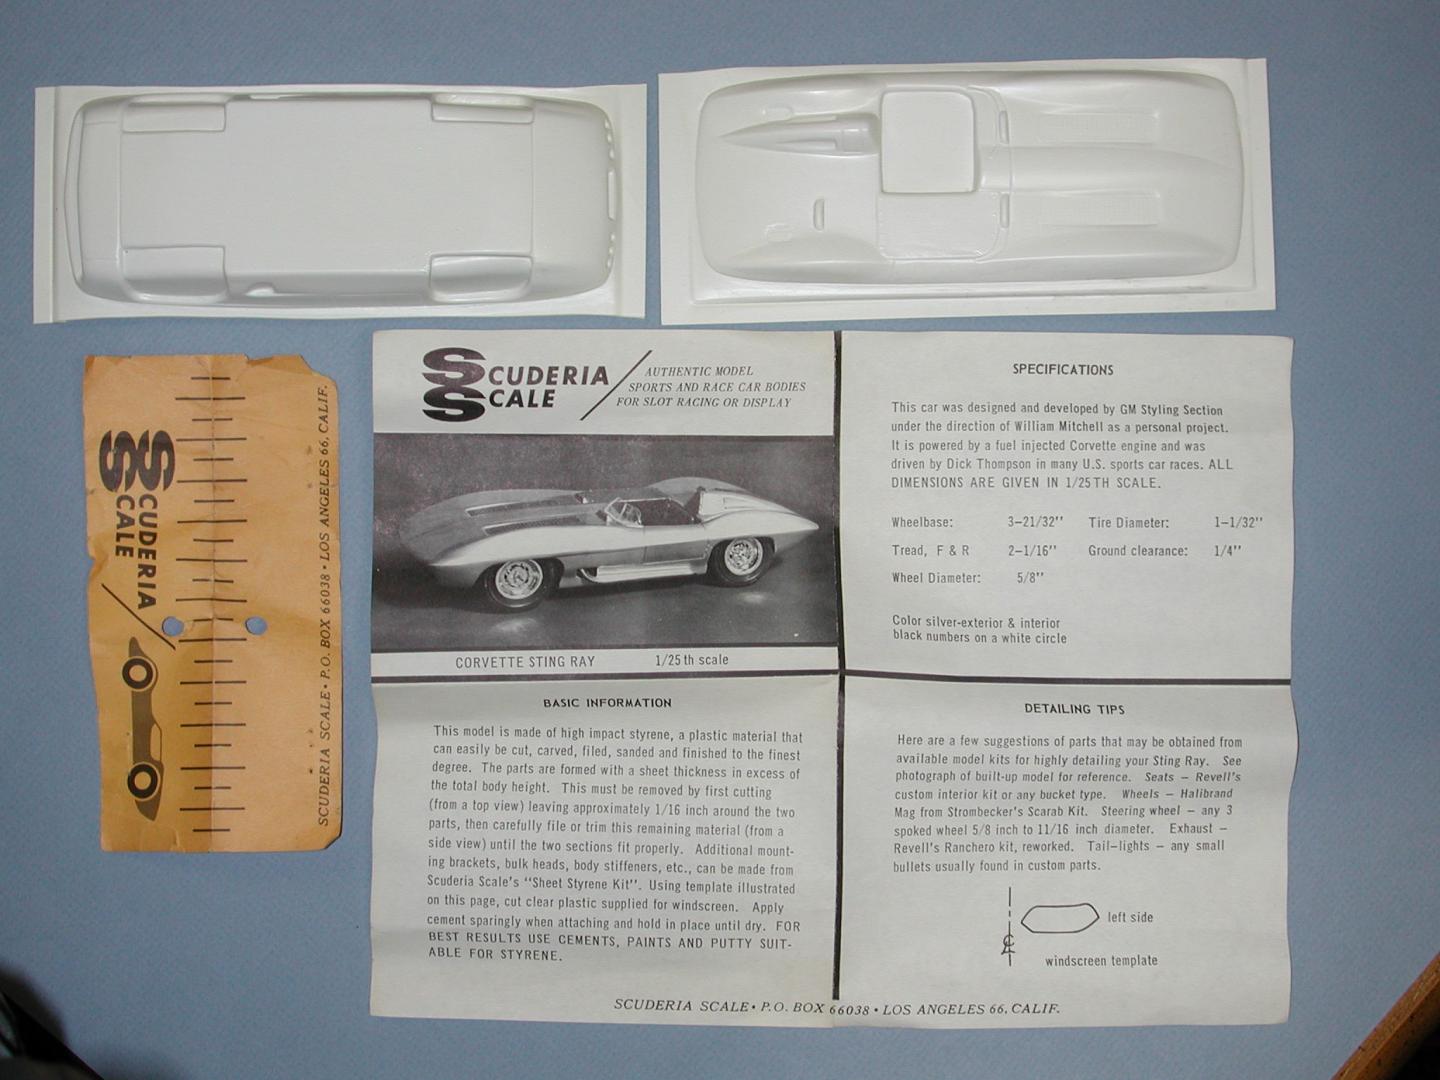 SCUDERIA
SCALE
SCUDERIA SCALE • P.O. BOX 66038 • LOS ANGELES 66, CALIF.
SCUDERIA
SCALE
AUTHENTIC MODEL
SPORTS AND RACE CAR BODIES
FOR SLOT RACING OR DISPLAY
CORVETTE STING RAY 1/25 th scale
SPECIFICATIONS
This car was designed and developed by GM Styling Section
under the direction of William Mitchell as a personal project.
It is powered by a fuel injected Corvette engine and was
driven by Dick Thompson in many U.S. sports car races. ALL
DIMENSIONS ARE GIVEN IN 1/25 TH SCALE.
Wheelbase: 3-21/32" Tire Diameter: 1-1/32"
Tread, F & R 2-1/16" Ground clearance: 1/4"
Wheel Diameter: 5/8"
Color silver-exterior & interior
black numbers on a white circle
BASIC INFORMATION
This model is made of high impact styrene, a plastic material that
can easily be cut, carved, filed, sanded and finished to the finest
degree. The parts are formed with a sheet thickness in excess of
the total body height. This must be removed by first cutting
(from a top view) leaving approximately 1/16 inch around the two
parts, then carefully file or trim this remaining material (from a
side view) until the two sections fit properly. Additional mount-
ing brackets, bulk heads, body stiffeners, etc., can be made from
Scuderia Scale's "Sheet Styrene Kit". Using template illustrated
on this page, cut clear plastic supplied for windscreen. Apply
cement sparingly when attaching and hold in place until dry. FOR
BEST RESULTS USE CEMENTS, PAINTS AND PUTTY SUIT-
ABLE FOR STYRENE.
DETAILING TIPS
Here are a few suggestions of parts that may be obtained from
available model kits for highly detailing your Sting Ray. See
photograph of built-up model for reference. Seats – Revell's
custom interior kit or any bucket type. Wheels – Halibrand
Mag from Strombecker's Scarab Kit. Steering wheel – any 3
spoked wheel 5/8 inch to 11/16 inch diameter. Exhaust –
Revell's Ranchero kit, reworked. Tail-lights – any small
bullets usually found in custom parts.
left side
℄
windscreen template
SCUDERIA SCALE • P.O. BOX 66038 • LOS ANGELES 66, CALIF.